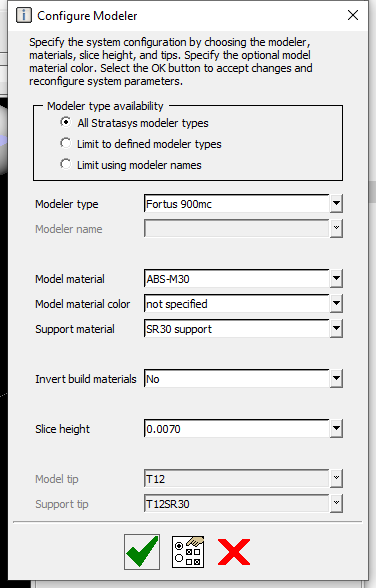 Configure Modeler
Specify the system configuration by choosing the modeler,
materials, slice height, and tips. Specify the optional model
material color. Select the OK button to accept changes and
reconfigure system parameters.
Modeler type availability
All Stratasys modeler types
Limit to defined modeler types
Limit using modeler names
Modeler type Fortus 900mc
Modeler name
Model material ABS-M30
Model material color not specified
Support material SR30 support
Invert build materials No
Slice height 0.0070
Model tip T12
Support tip T12SR30